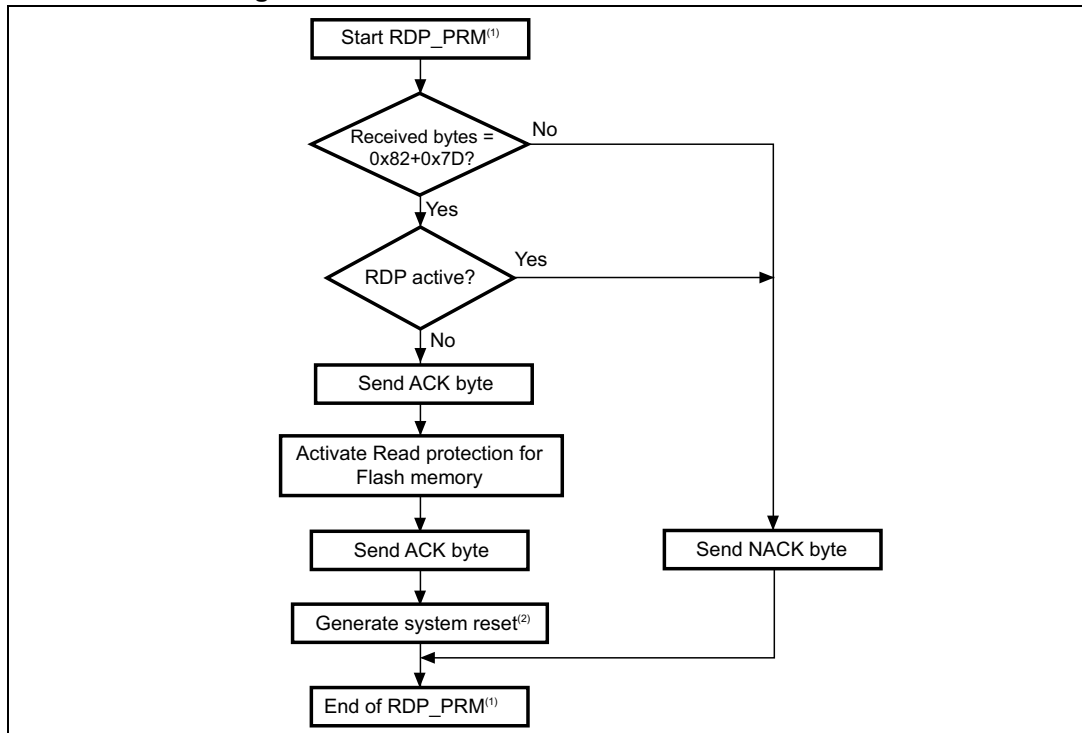 Start RDP_PRM(1)
Received bytes =
0x82+0x7D?
No
Yes
RDP active?
Yes
No
Send ACK byte
Activate Read protection for
Flash memory
Send ACK byte
Send NACK byte
Generate system reset(2)
End of RDP_PRM(1)